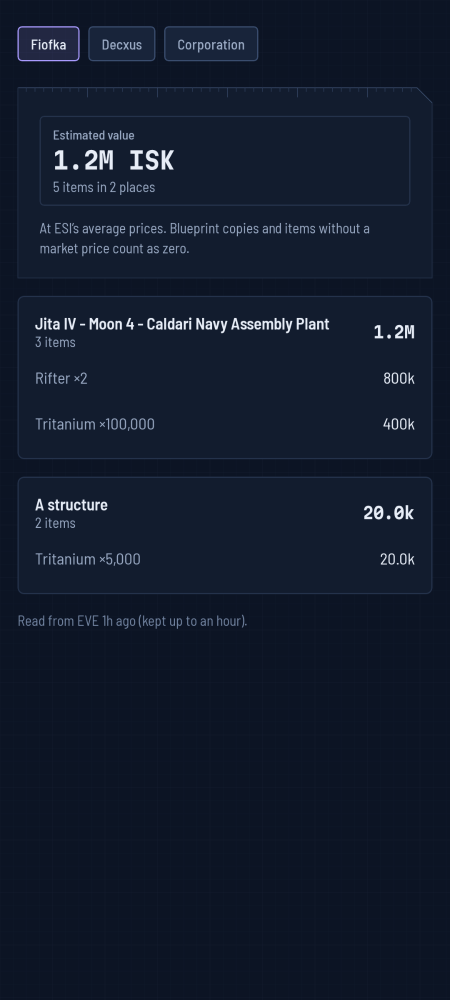 Fiofka Decxus Corporation
Estimated value
1.2M ISK
5 items in 2 places
At ESI's average prices. Blueprint copies and items without a
market price count as zero.
Jita IV - Moon 4 - Caldari Navy Assembly Plant 1.2M
3 items
Rifter ×2 800k
Tritanium ×100,000 400k
A structure 20.0k
2 items
Tritanium ×5,000 20.0k
Read from EVE 1h ago (kept up to an hour).